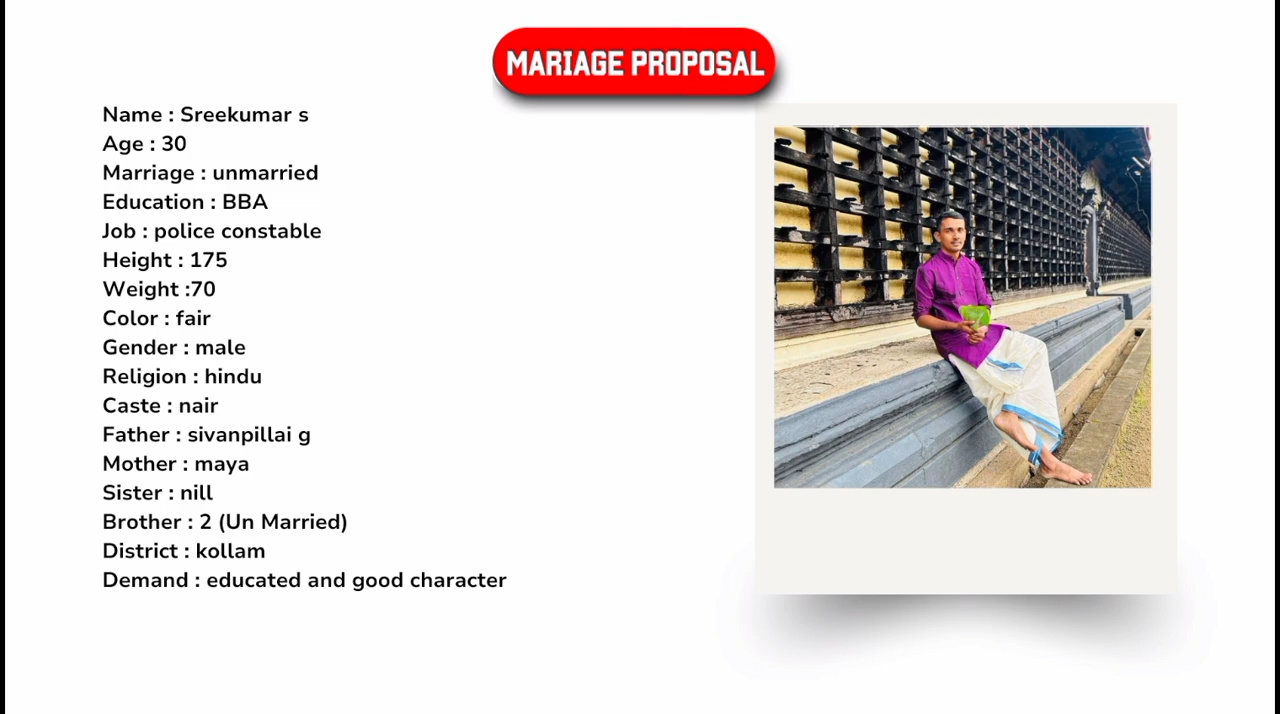 MARIAGE PROPOSAL
Name : Sreekumar s
Age : 30
Marriage : unmarried
Education : BBA
Job : police constable
Height : 175
Weight :70
Color : fair
Gender : male
Religion : hindu
Caste : nair
Father : sivanpillai g
Mother : maya
Sister : nill
Brother : 2 (Un Married)
District : kollam
Demand : educated and good character